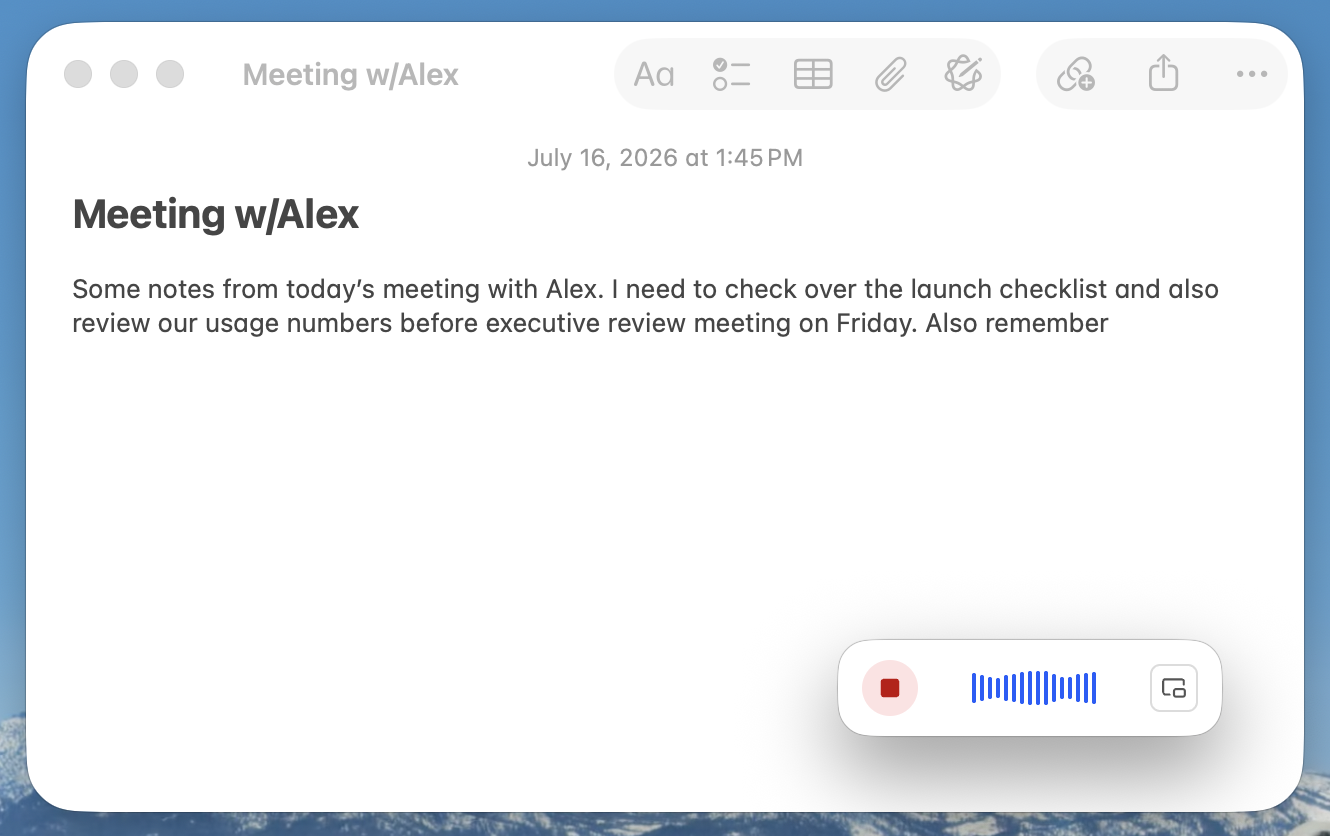 Meeting w/Alex
Aa
July 16, 2026 at 1:45 PM
Meeting w/Alex
Some notes from today’s meeting with Alex. I need to check over the launch checklist and also
review our usage numbers before executive review meeting on Friday. Also remember